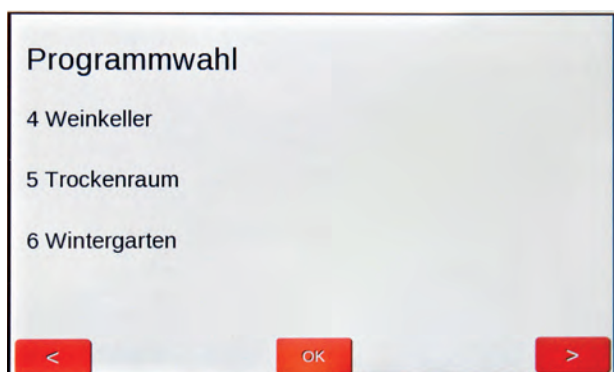 Programmwahl
4 Weinkeller
5 Trockenraum
6 Wintergarten
< OK >